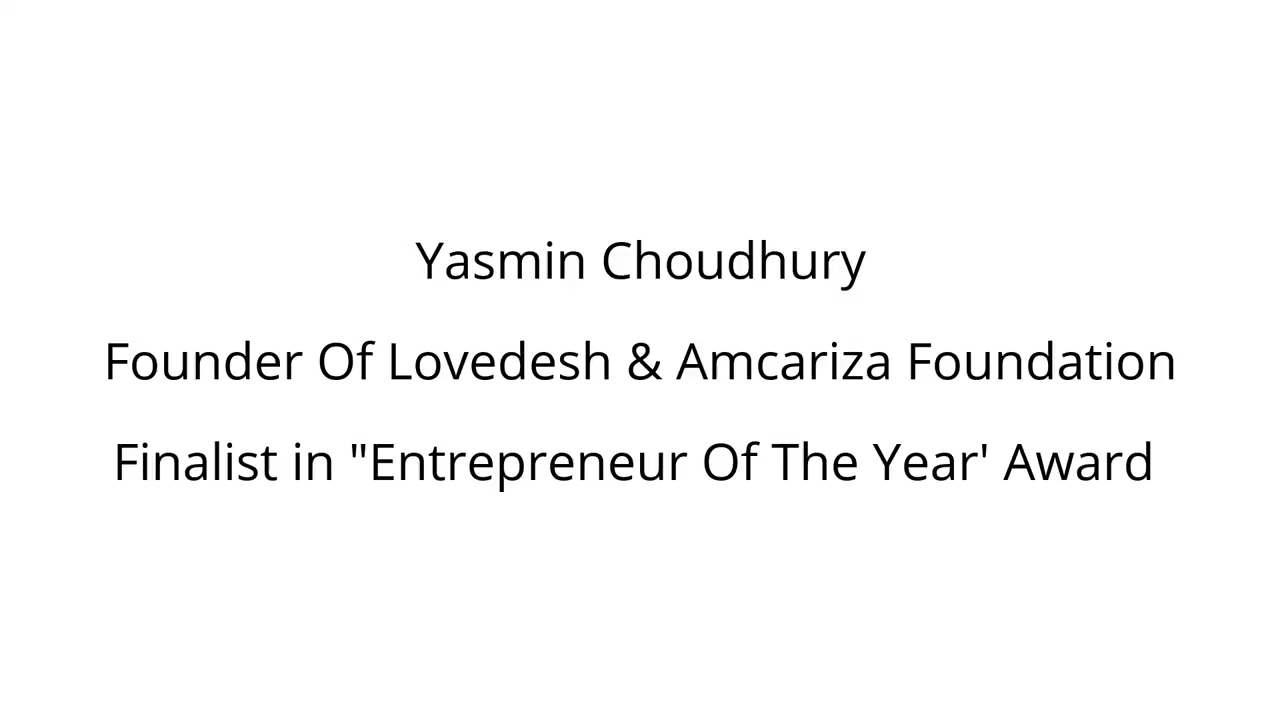 Yasmin Choudhury
Founder Of Lovedesh & Amcariza Foundation
Finalist in "Entrepreneur Of The Year' Award